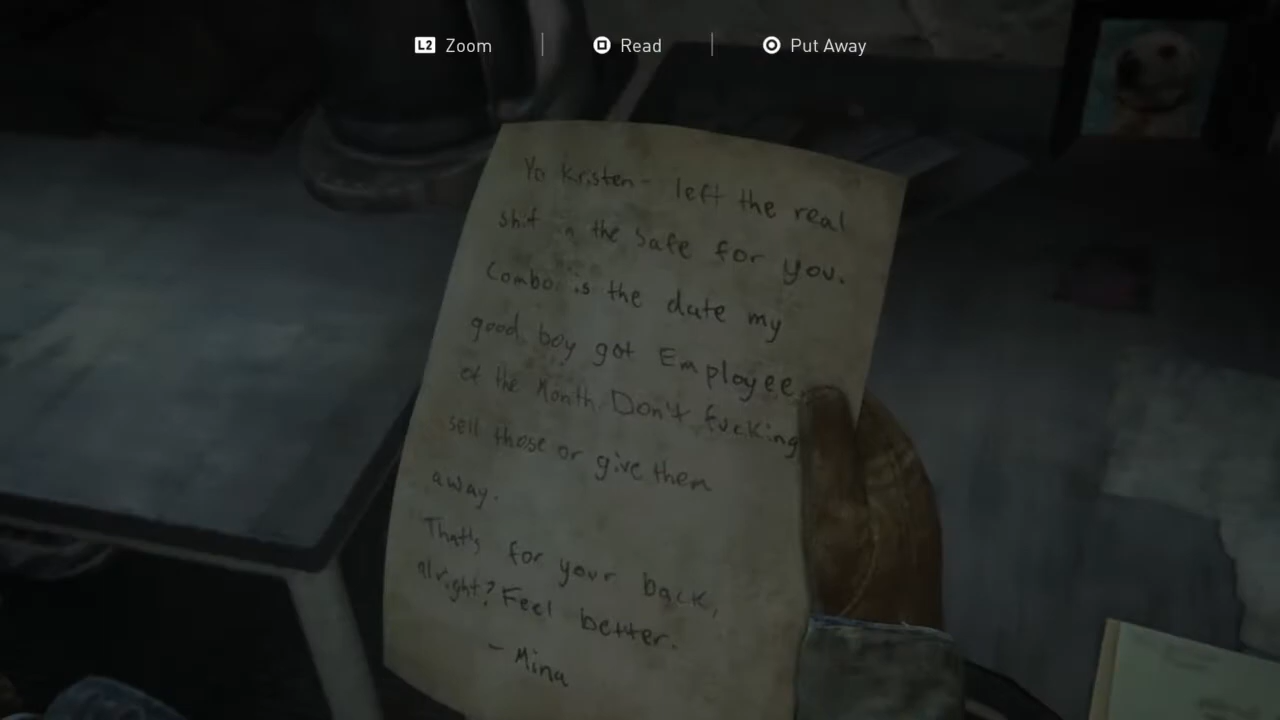 L2 Zoom Read Put Away
Yo Kristen - left the real
shit in the safe for you.
Combo is the date my
good boy got Employee
of the Month. Don't fucking
sell those or give them
away.
That's for your back,
alright? Feel better.
- Mina